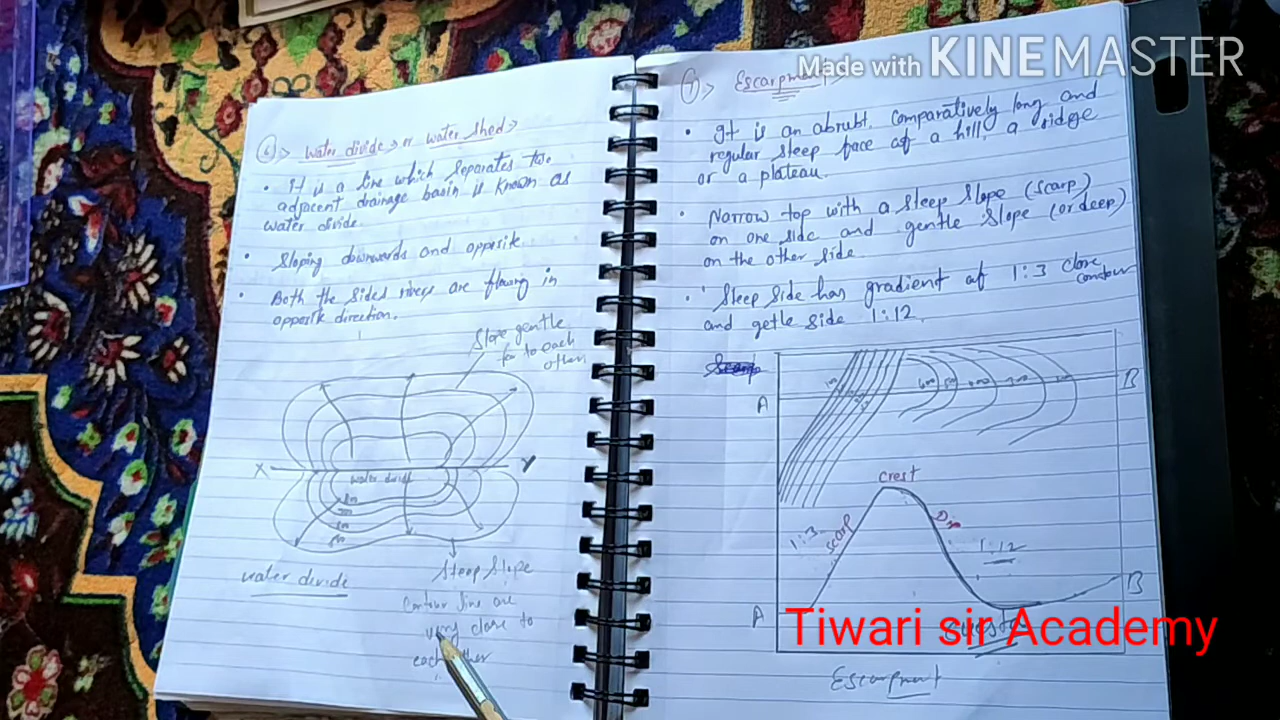 Made with KINEMASTER
6 > water divide > or water shed >
• It is a line which separates two
adjacent drainage basin is known as
water divide.
• Sloping downwards and opposite
• Both the sides rivers are flowing in
opposite direction.
Slope gentle
far to each
other
X
Y
water divide
water divide
steep slope
Contour line are
very close to
each other
7 > Escarpment
• It is an abrubt, comparatively long and
regular steep face of a hill, a ridge
or a plateau.
• Narrow top with a steep slope (scarp)
on one side and gentle slope (or deep)
on the other side.
• Steep side has gradient of 1:3 close
contour
and getle side 1:12.
A
B
crest
1:3
scarp
Dip
1:12
A
B
Tiwari sir Academy
Escarpment